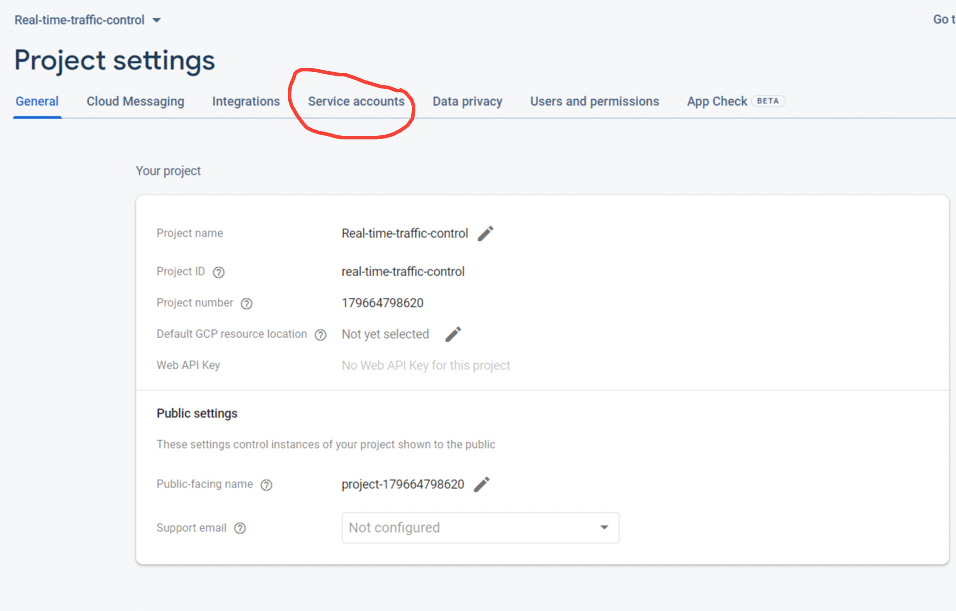 Real-time-traffic-control
Go t
Project settings
General Cloud Messaging Integrations Service accounts Data privacy Users and permissions App Check BETA
Your project
Project name Real-time-traffic-control
Project ID ? real-time-traffic-control
Project number ? 179664798620
Default GCP resource location ? Not yet selected
Web API Key No Web API Key for this project
Public settings
These settings control instances of your project shown to the public
Public-facing name ? project-179664798620
Support email ? Not configured